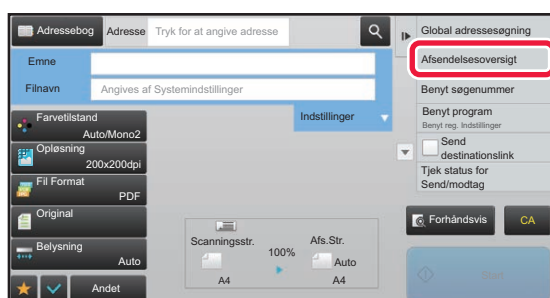 Adressebog
Adresse
Tryk for at angive adresse
Emne
Filnavn
Angives af Systemindstillinger
Indstillinger
Farvetilstand
Auto/Mono2
Opløsning
200x200dpi
Fil Format
PDF
Original
Belysning
Auto
Andet
Scanningsstr.
A4
100%
Afs.Str.
Auto
A4
Global adressesøgning
Afsendelsesoversigt
Benyt søgenummer
Benyt program
Benyt reg. Indstillinger
Send
destinationslink
Tjek status for
Send/modtag
Forhåndsvis
CA
Start